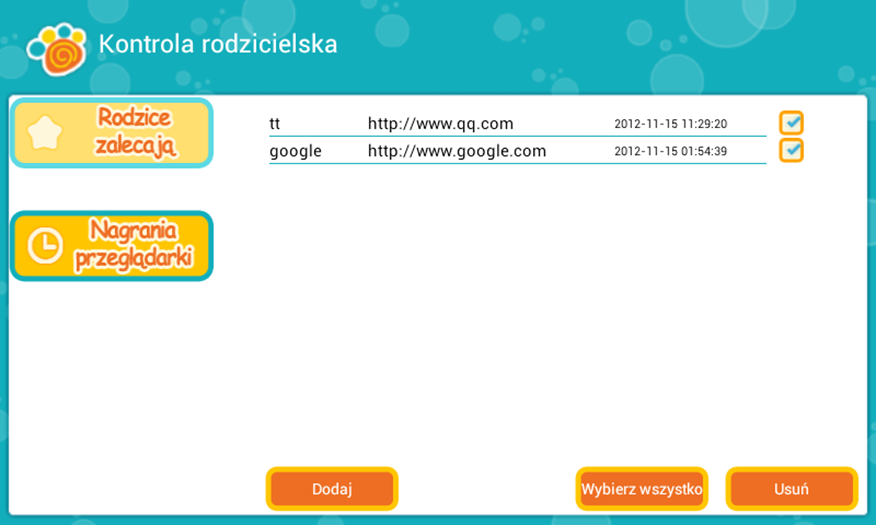 Kontrola rodzicielska
Rodzice
zalecają
Nagrania
przeglądarki
tt http://www.qq.com 2012-11-15 11:29:20
google http://www.google.com 2012-11-15 01:54:39
Dodaj Wybierz wszystko Usuń